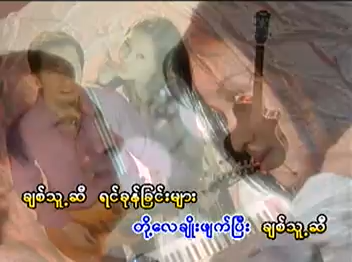 ချစ်သူ့ဆီ ရင်ခုန်ခြင်းများ
တို့လေချိုးဖျက်ပြီး ချစ်သူ့ဆီ